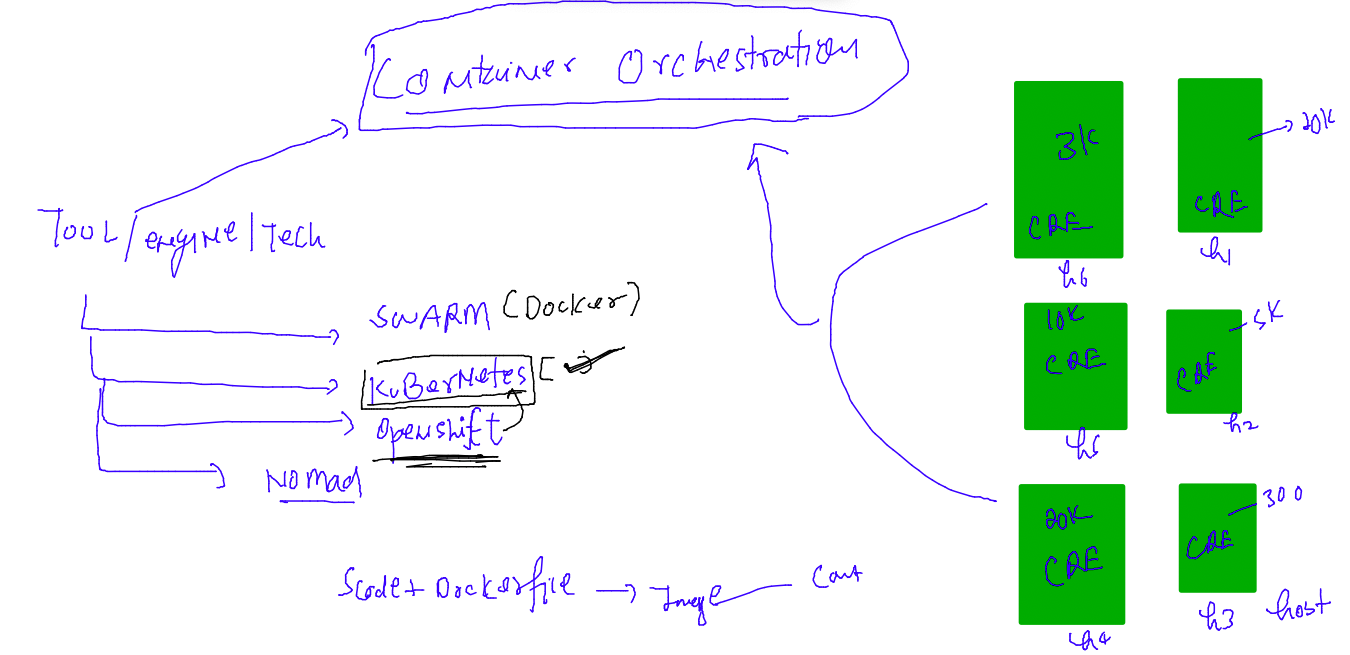 Container Orchestration
Tool/engine/Tech
SWARM (Docker)
KuBerNetes
Openshift
Nomad
Scode + Dockerfile → Image
Cont
3K
CRE
h6
20K
CRE
h1
10K
CRE
h5
5K
CRE
h2
20K
CRE
h4
300
CRE
h3 host